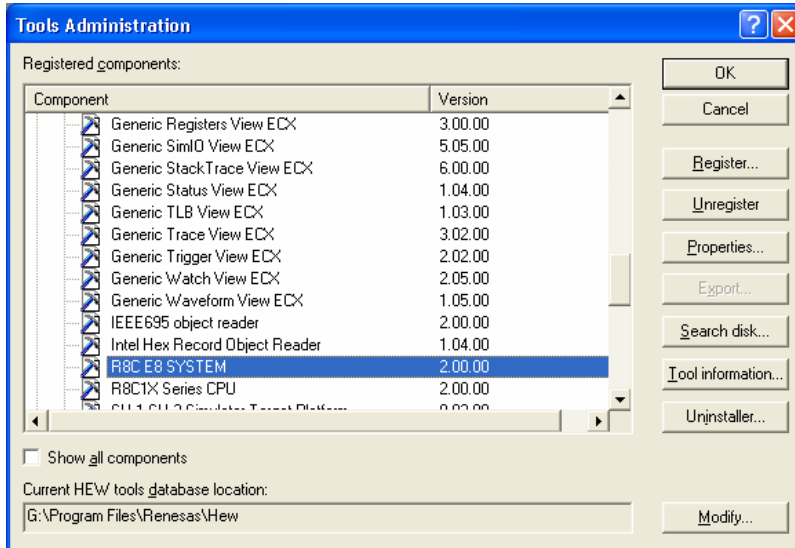 Tools Administration
Registered components:
Component Version
Generic Registers View ECX 3.00.00
Generic SimIO View ECX 5.05.00
Generic StackTrace View ECX 6.00.00
Generic Status View ECX 1.04.00
Generic TLB View ECX 1.03.00
Generic Trace View ECX 3.02.00
Generic Trigger View ECX 2.02.00
Generic Watch View ECX 2.05.00
Generic Waveform View ECX 1.05.00
IEEE695 object reader 2.00.00
Intel Hex Record Object Reader 1.04.00
R8C E8 SYSTEM 2.00.00
R8C1X Series CPU 2.00.00
Show all components
Current HEW tools database location:
G:\Program Files\Renesas\Hew
OK
Cancel
Register...
Unregister
Properties...
Export...
Search disk...
Tool information...
Uninstaller...
Modify...